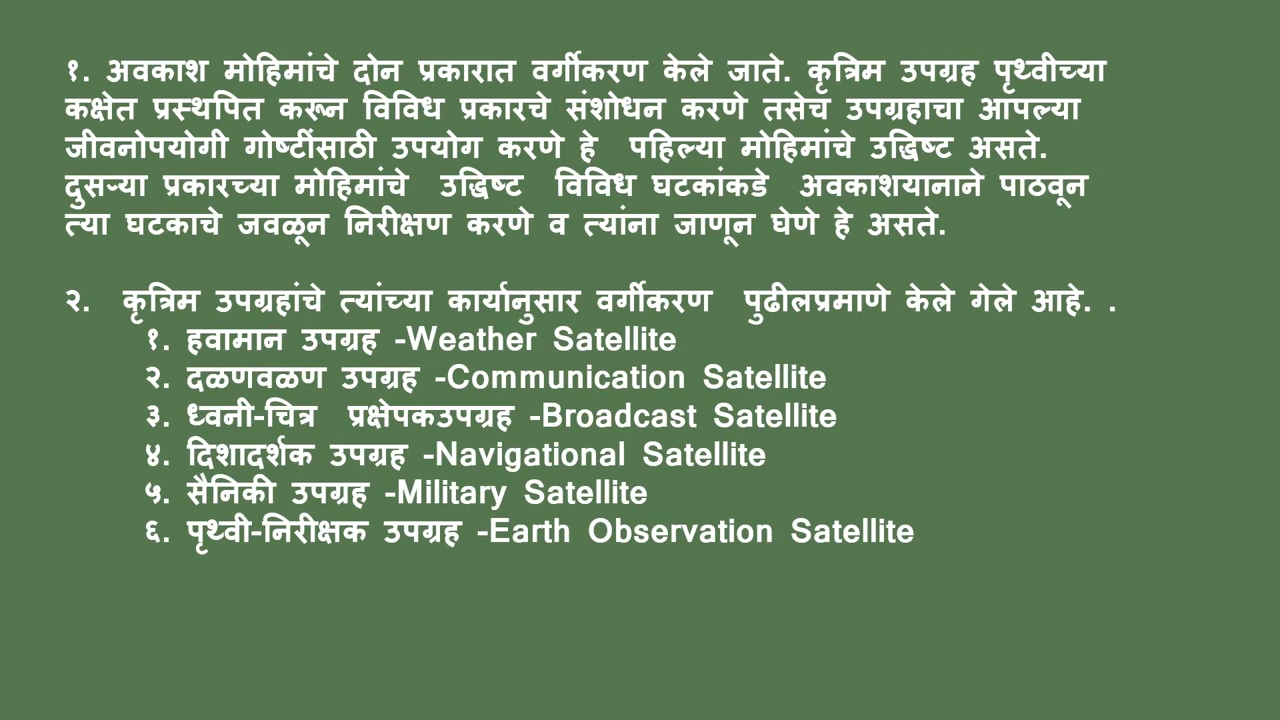 १. अवकाश मोहिमांचे दोन प्रकारात वर्गीकरण केले जाते. कृत्रिम उपग्रह पृथ्वीच्या
कक्षेत प्रस्थपित करून विविध प्रकारचे संशोधन करणे तसेच उपग्रहाचा आपल्या
जीवनोपयोगी गोष्टींसाठी उपयोग करणे हे पहिल्या मोहिमांचे उद्धिष्ट असते.
दुसऱ्या प्रकारच्या मोहिमांचे उद्धिष्ट विविध घटकांकडे अवकाशयानाने पाठवून
त्या घटकाचे जवळून निरीक्षण करणे व त्यांना जाणून घेणे हे असते.
२. कृत्रिम उपग्रहांचे त्यांच्या कार्यानुसार वर्गीकरण पुढीलप्रमाणे केले गेले आहे. .
१. हवामान उपग्रह -Weather Satellite
२. दळणवळण उपग्रह -Communication Satellite
३. ध्वनी-चित्र प्रक्षेपकउपग्रह -Broadcast Satellite
४. दिशादर्शक उपग्रह -Navigational Satellite
५. सैनिकी उपग्रह -Military Satellite
६. पृथ्वी-निरीक्षक उपग्रह -Earth Observation Satellite